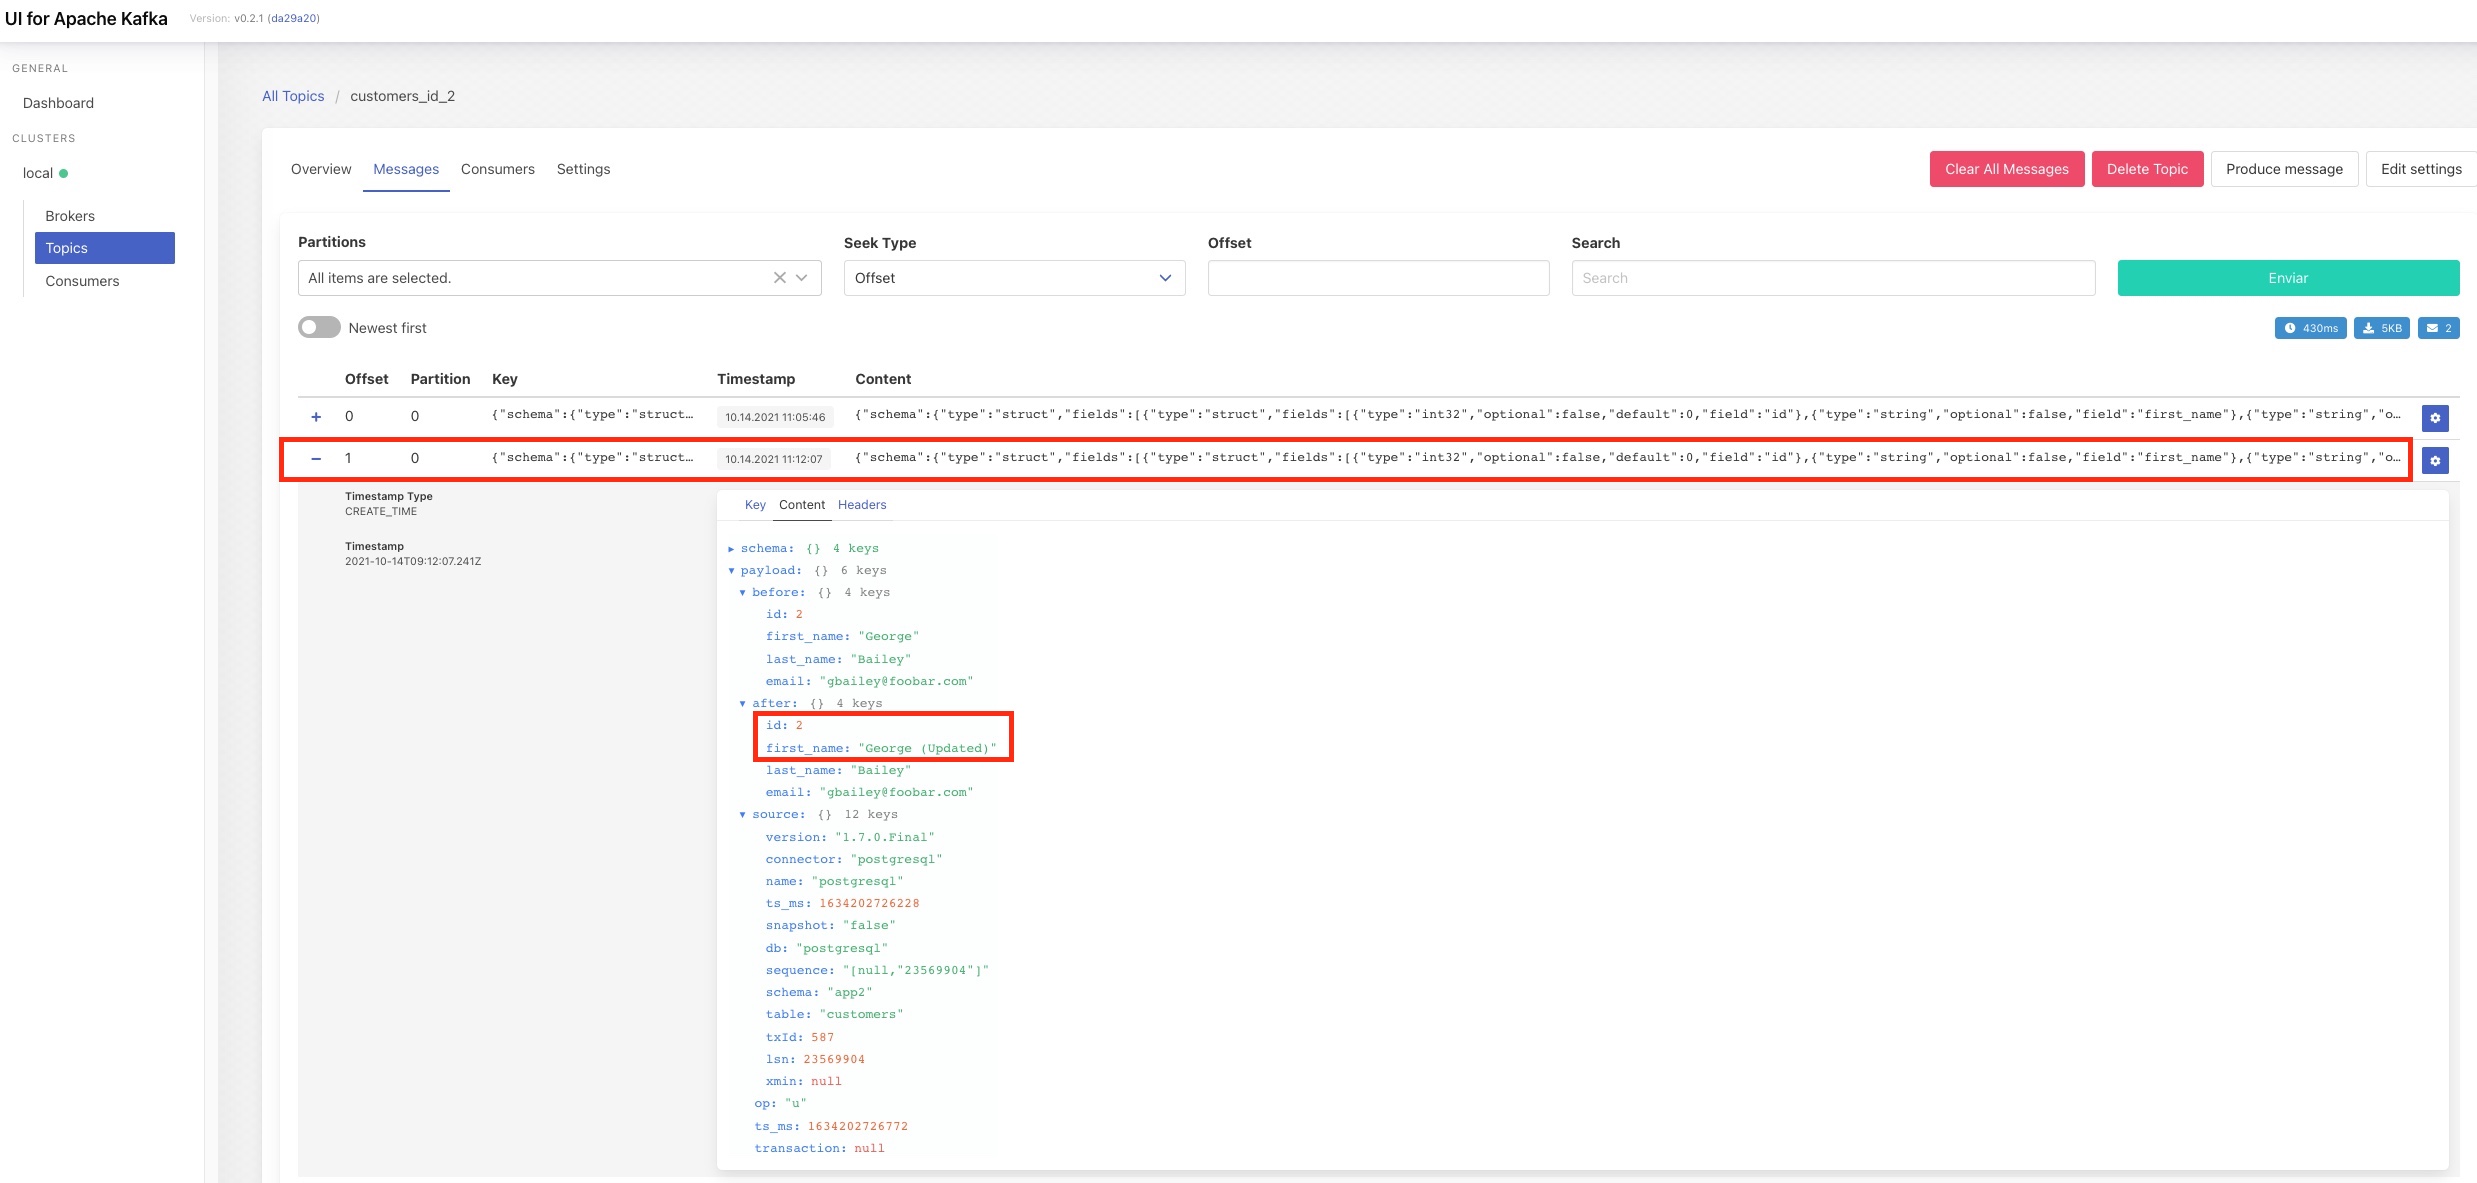 UI for Apache Kafka Version: v0.2.1 (da29a20)
GENERAL
Dashboard
CLUSTERS
local
Brokers
Topics
Consumers
All Topics / customers_id_2
Overview Messages Consumers Settings
Clear All Messages Delete Topic Produce message Edit settings
Partitions Seek Type Offset Search
All items are selected. Offset Search Enviar
Newest first 430ms 5KB 2
Offset Partition Key Timestamp Content
+ 0 0 {"schema":{"type":"struct… 10.14.2021 11:05:46 {"schema":{"type":"struct","fields":[{"type":"struct","fields":[{"type":"int32","optional":false,"default":0,"field":"id"},{"type":"string","optional":false,"field":"first_name"},{"type":"string","o…
− 1 0 {"schema":{"type":"struct… 10.14.2021 11:12:07 {"schema":{"type":"struct","fields":[{"type":"struct","fields":[{"type":"int32","optional":false,"default":0,"field":"id"},{"type":"string","optional":false,"field":"first_name"},{"type":"string","o…
Timestamp Type
CREATE_TIME
Timestamp
2021-10-14T09:12:07.241Z
Key Content Headers
schema: {} 4 keys
payload: {} 6 keys
before: {} 4 keys
id: 2
first_name: "George"
last_name: "Bailey"
email: "gbailey@foobar.com"
after: {} 4 keys
id: 2
first_name: "George (Updated)"
last_name: "Bailey"
email: "gbailey@foobar.com"
source: {} 12 keys
version: "1.7.0.Final"
connector: "postgresql"
name: "postgresql"
ts_ms: 1634202726228
snapshot: "false"
db: "postgresql"
sequence: "[null,"23569904"]"
schema: "app2"
table: "customers"
txId: 587
lsn: 23569904
xmin: null
op: "u"
ts_ms: 1634202726772
transaction: null